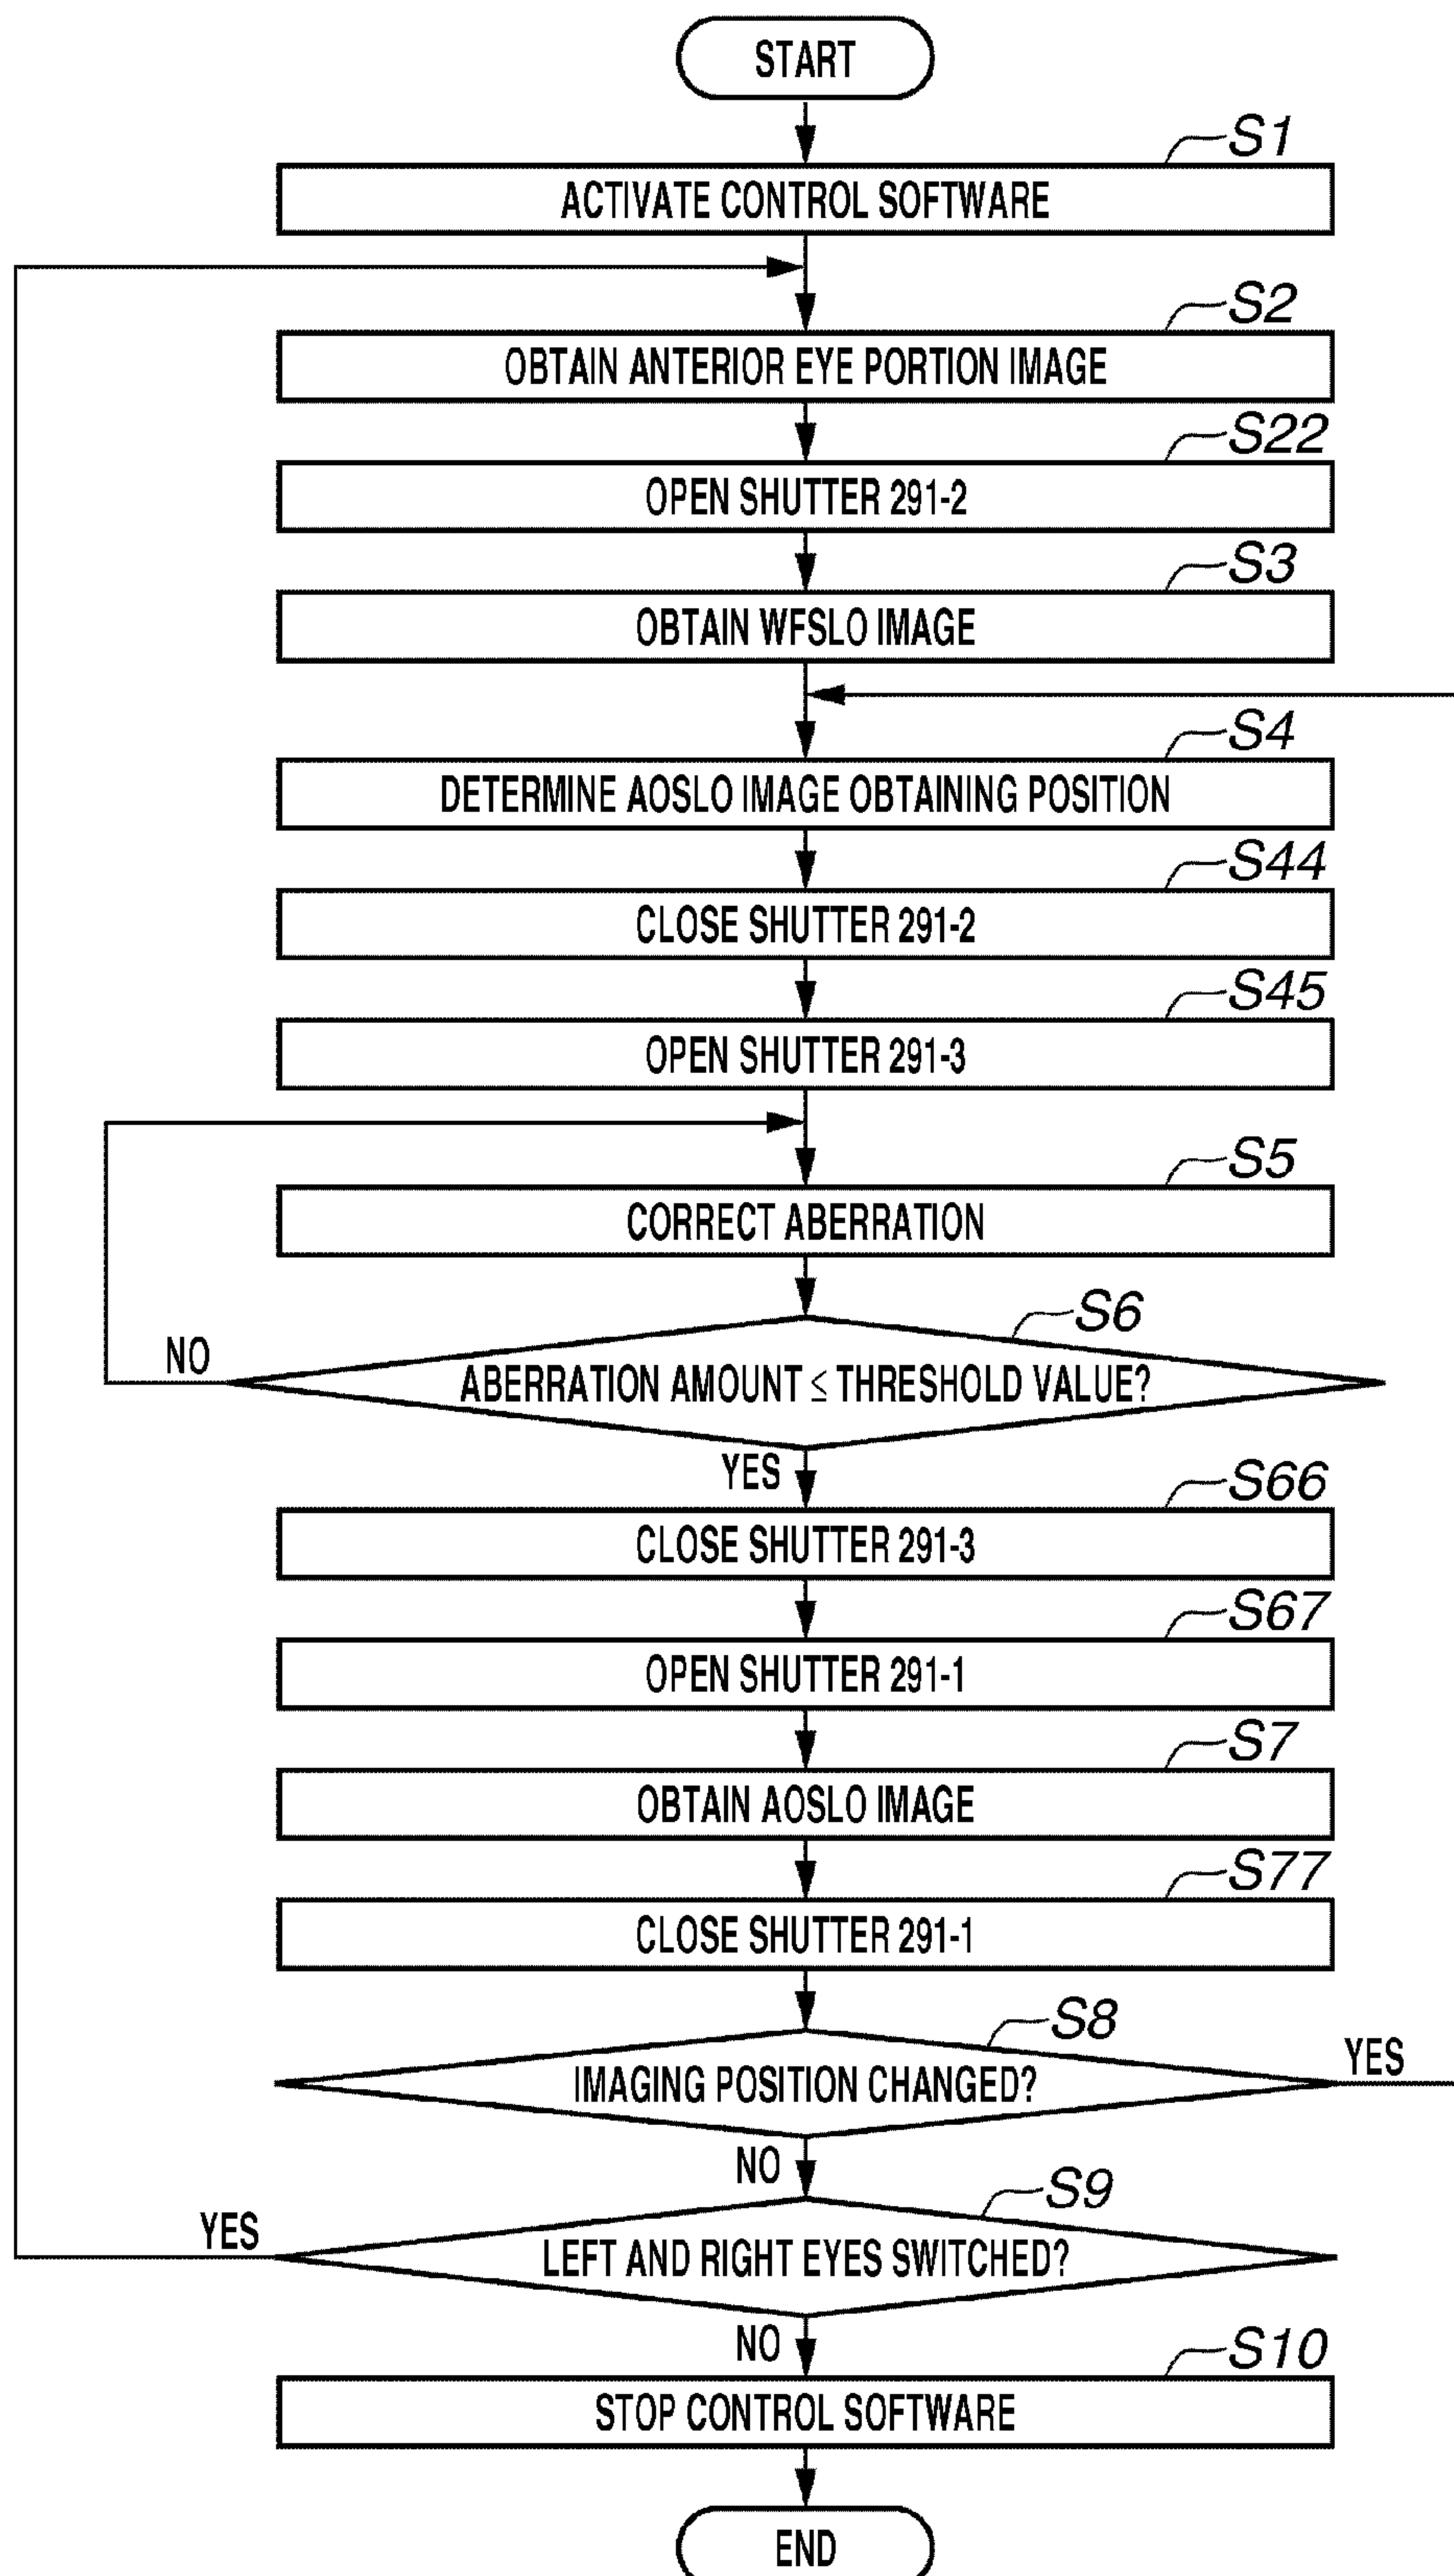 START
S1
ACTIVATE CONTROL SOFTWARE
S2
OBTAIN ANTERIOR EYE PORTION IMAGE
S22
OPEN SHUTTER 291-2
S3
OBTAIN WFSLO IMAGE
S4
DETERMINE AOSLO IMAGE OBTAINING POSITION
S44
CLOSE SHUTTER 291-2
S45
OPEN SHUTTER 291-3
S5
CORRECT ABERRATION
S6
NO
ABERRATION AMOUNT ≤ THRESHOLD VALUE?
YES
S66
CLOSE SHUTTER 291-3
S67
OPEN SHUTTER 291-1
S7
OBTAIN AOSLO IMAGE
S77
CLOSE SHUTTER 291-1
S8
YES
IMAGING POSITION CHANGED?
NO
S9
YES
LEFT AND RIGHT EYES SWITCHED?
NO
S10
STOP CONTROL SOFTWARE
END